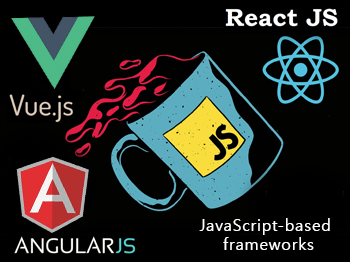 React JS
Vue.js
JS
A
ANGULARJS
JavaScript-based
frameworks